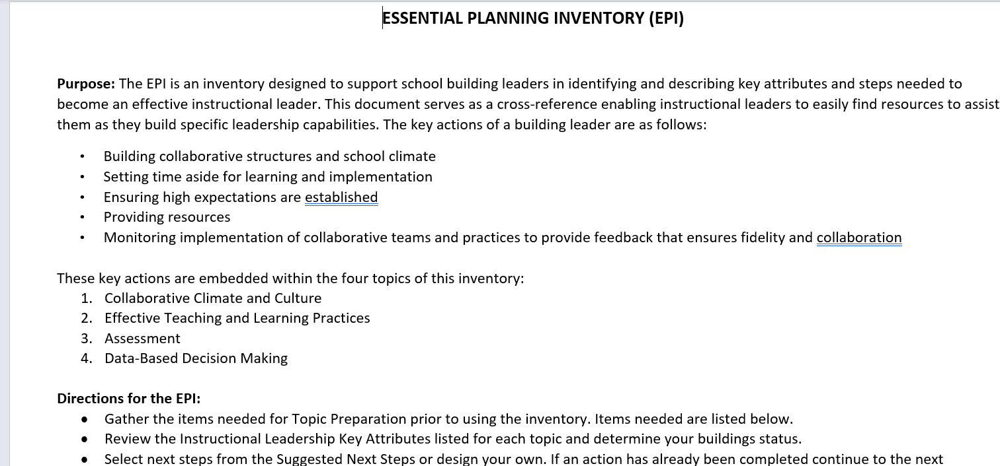 ESSENTIAL PLANNING INVENTORY (EPI)
Purpose: The EPI is an inventory designed to support school building leaders in identifying and describing key attributes and steps needed to
become an effective instructional leader. This document serves as a cross-reference enabling instructional leaders to easily find resources to assist
them as they build specific leadership capabilities. The key actions of a building leader are as follows:
• Building collaborative structures and school climate
• Setting time aside for learning and implementation
• Ensuring high expectations are established
• Providing resources
• Monitoring implementation of collaborative teams and practices to provide feedback that ensures fidelity and collaboration
These key actions are embedded within the four topics of this inventory:
1. Collaborative Climate and Culture
2. Effective Teaching and Learning Practices
3. Assessment
4. Data-Based Decision Making
Directions for the EPI:
• Gather the items needed for Topic Preparation prior to using the inventory. Items needed are listed below.
• Review the Instructional Leadership Key Attributes listed for each topic and determine your buildings status.
• Select next steps from the Suggested Next Steps or design your own. If an action has already been completed continue to the next